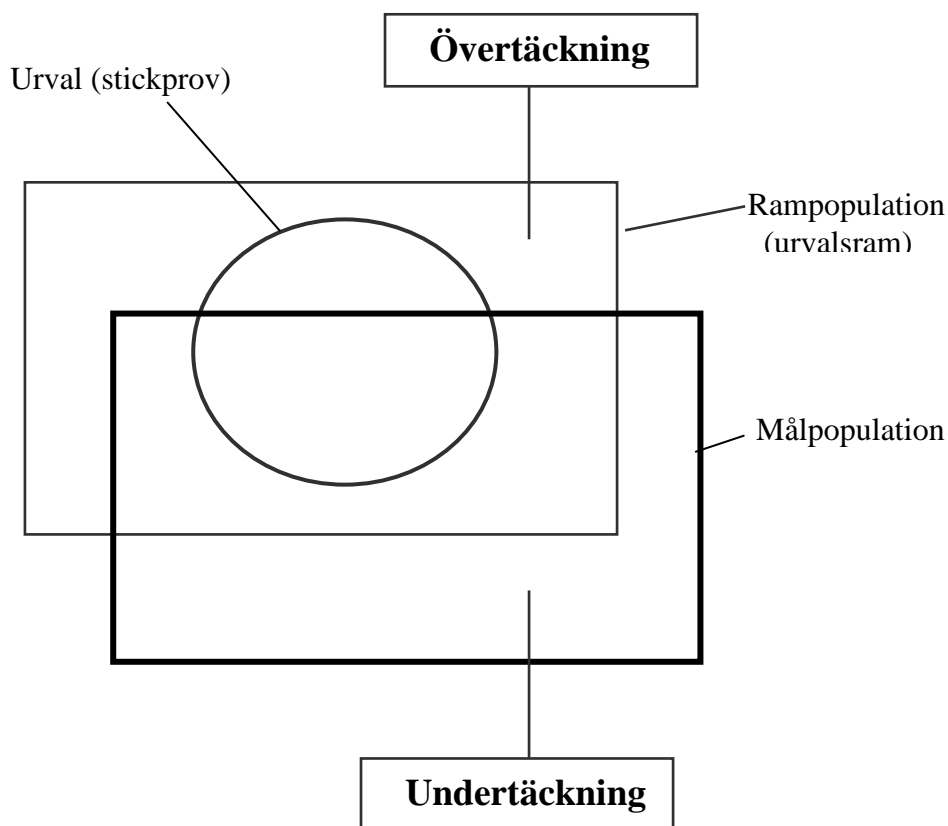 Övertäckning
Urval (stickprov)
Rampopulation
(urvalsram)
Målpopulation
Undertäckning